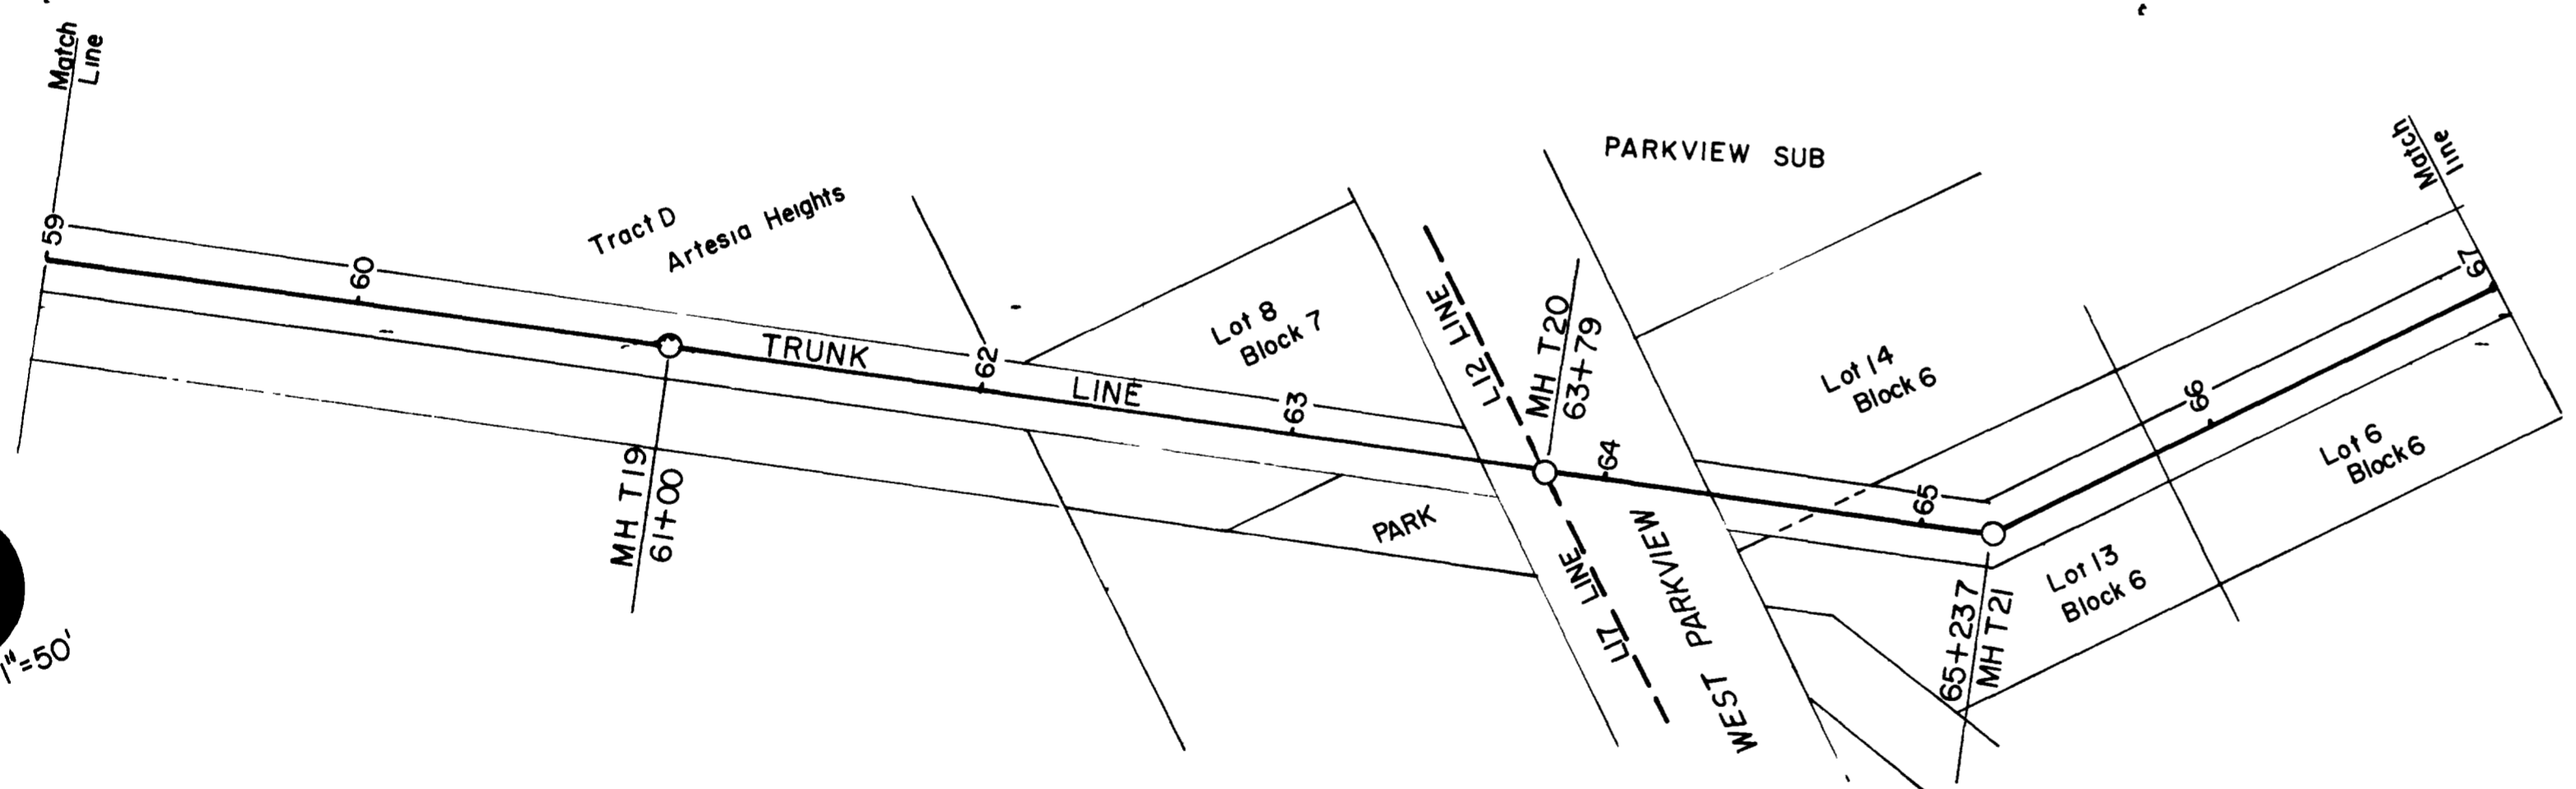 Match
Line
59
60
Tract D
Artesia Heights
MH T19
61+00
TRUNK
LINE
62
63
Lot 8
Block 7
L12 LINE
MH T20
63+79
PARKVIEW SUB
64
PARK
L17 LINE
WEST PARKVIEW
Lot 14
Block 6
65
65+237
MH T21
Lot 13
Block 6
66
Lot 6
Block 6
67
Match
line
1"=50'